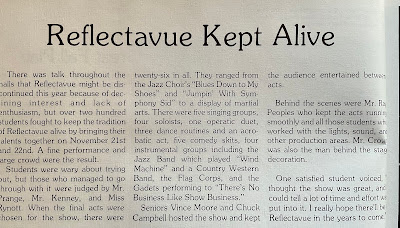 Reflectavue Kept Alive
There was talk throughout the
halls that Reflectavue might be dis-
continued this year because of dec-
ining interest and lack of
enthusiasm, but over two hundred
students fought to keep the tradition
of Reflectavue alive by bringing their
talents together on November 21st
and 22nd. A fine performance and
large crowd were the result.
Students were wary about trying
out, but those who managed to go
through with it were judged by Mr.
Prange, Mr. Kenney, and Miss
Kynott. When the final acts were
chosen for the show, there were
twenty-six in all. They ranged from
the Jazz Choir's "Blues Down to My
Shoes" and "Jumpin' With Sym-
phony Sid" to a display of martial
arts. There were five singing groups,
four soloists, one operatic duet,
three dance routines and an acro-
batic act, five comedy skits, four
instrumental groups including the
Jazz Band which played "Wind
Machine" and a Country Western
Band, the Flag Corps, and the
Gadets performing to "There's No
Business Like Show Business."
Seniors Vince Moore and Chuck
Campbell hosted the show and kept
the audience entertained between
acts.
Behind the scenes were Mr.
Peoples who kept the acts running
smoothly and all those students who
worked with the lights, sound, and
other production areas. Mr.
was also the man behind the stage
decoration.
One satisfied student voiced,
thought the show was great, and
could tell a lot of time and effort was
put into it. I really hope there'll be
Reflectavue in the years to come.